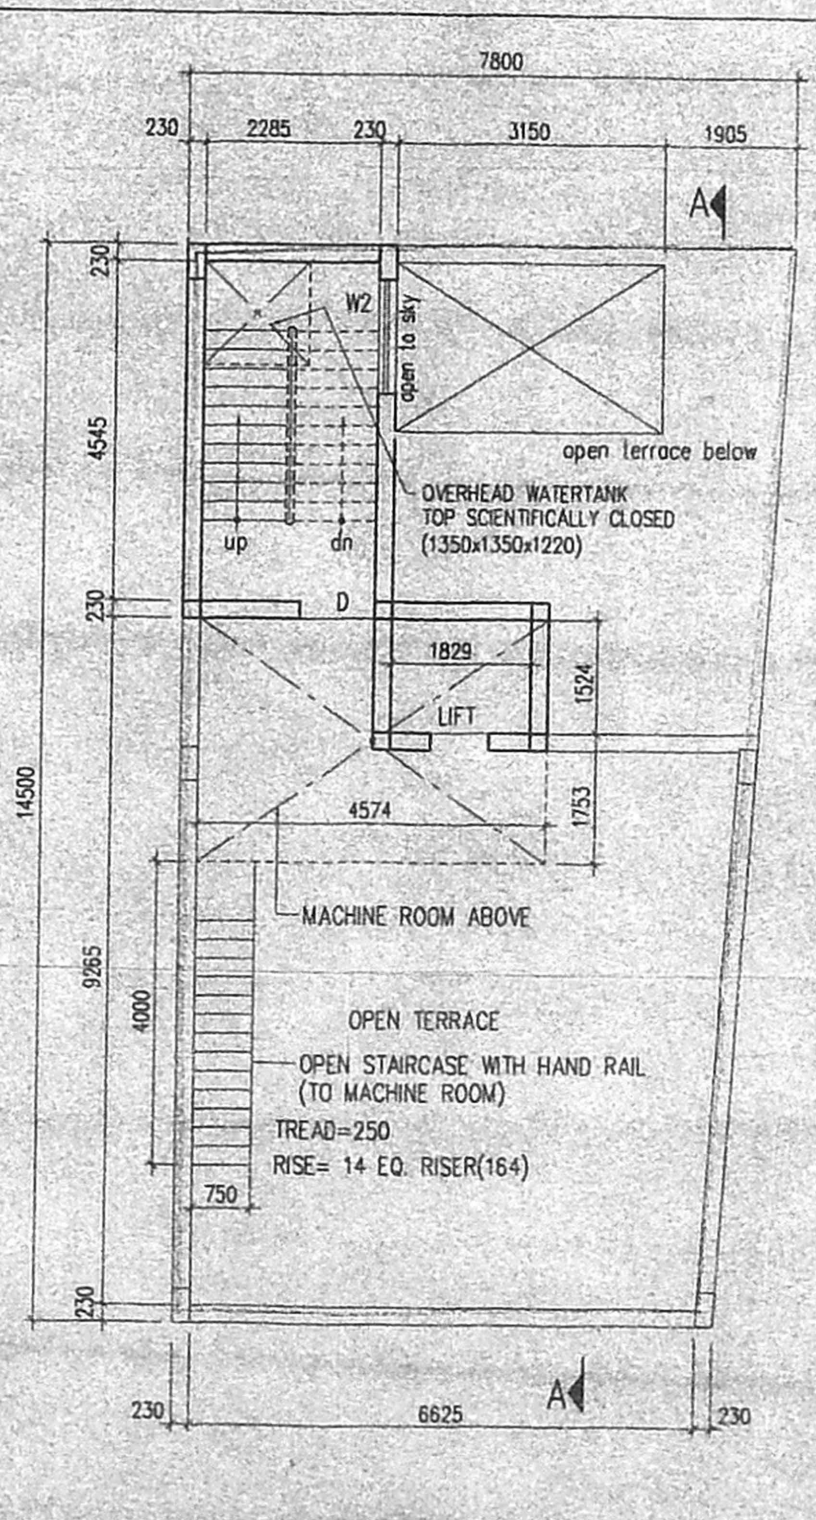 7800
230 2285 230 3150 1905
A
230
W2
open to sky
4545
open terrace below
OVERHEAD WATERTANK
TOP SCIENTIFICALLY CLOSED
(1350x1350x1220)
up dn
230
D
1829
1524
LIFT
14500
4574
1753
MACHINE ROOM ABOVE
9265
4000
OPEN TERRACE
OPEN STAIRCASE WITH HAND RAIL
(TO MACHINE ROOM)
TREAD=250
RISE= 14 EQ. RISER(164)
750
230
A
230 6625 230